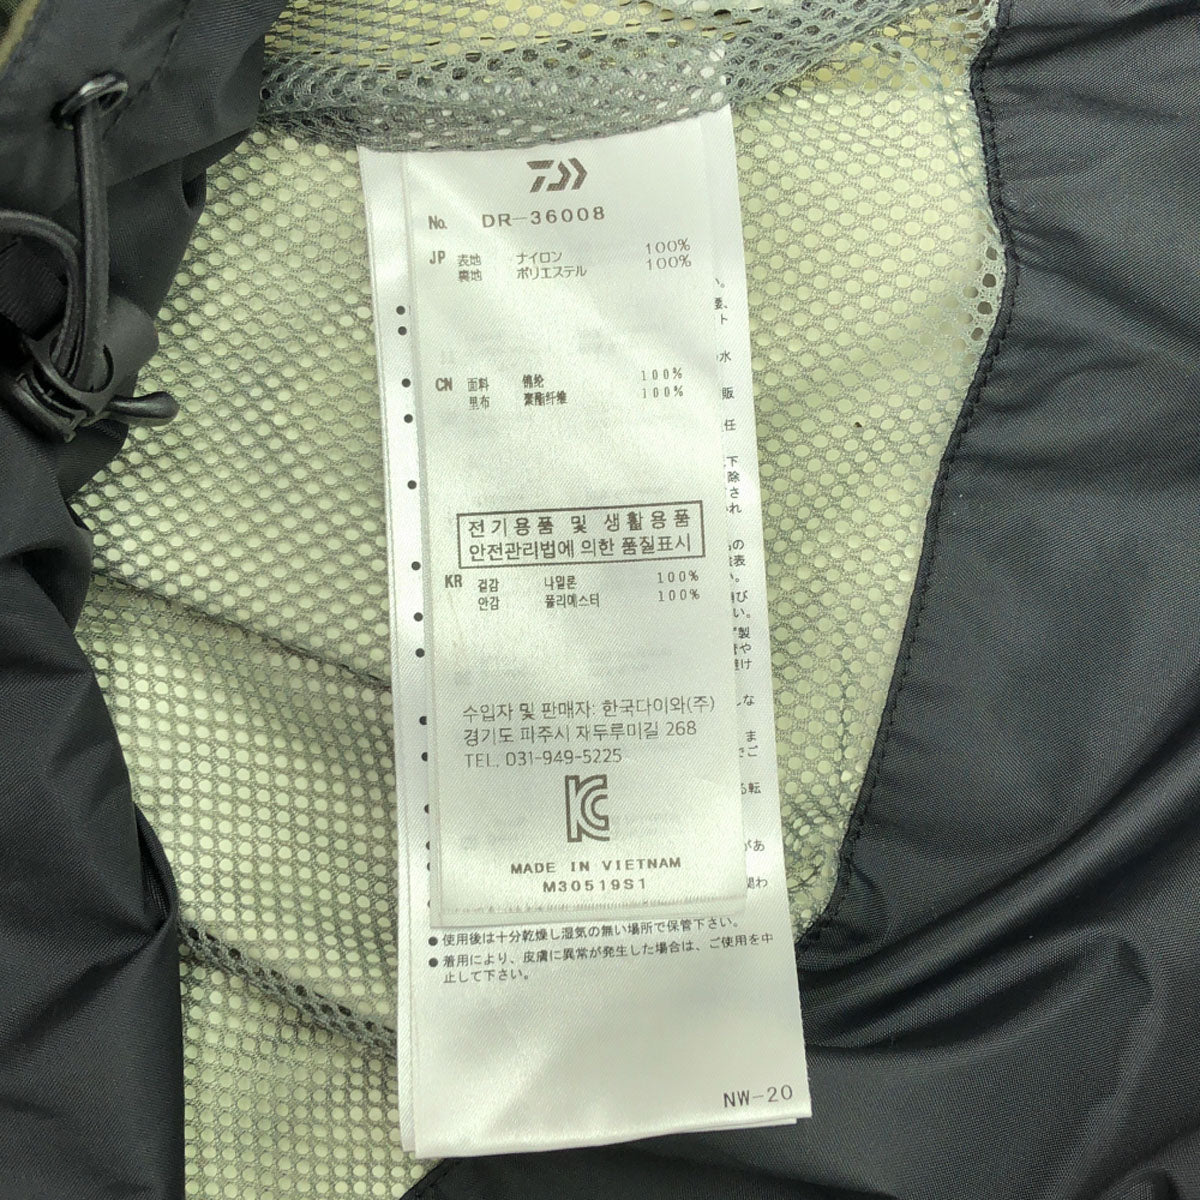 No. DR-36008
JP 表地 ナイロン 100%
裏地 ポリエステル 100%
CN 面料 锦纶 100%
里布 聚酯纤维 100%
전기용품 및 생활용품
안전관리법에 의한 품질표시
KR 겉감 나일론 100%
안감 폴리에스터 100%
수입자 및 판매자: 한국다이와(주)
경기도 파주시 자두루미길 268
TEL. 031-949-5225
MADE IN VIETNAM
M30519S1
●使用後は十分乾燥し湿気の無い場所で保管下さい。
●着用により、皮膚に異常が発生した場合は、ご使用を中
止して下さい。
NW-20